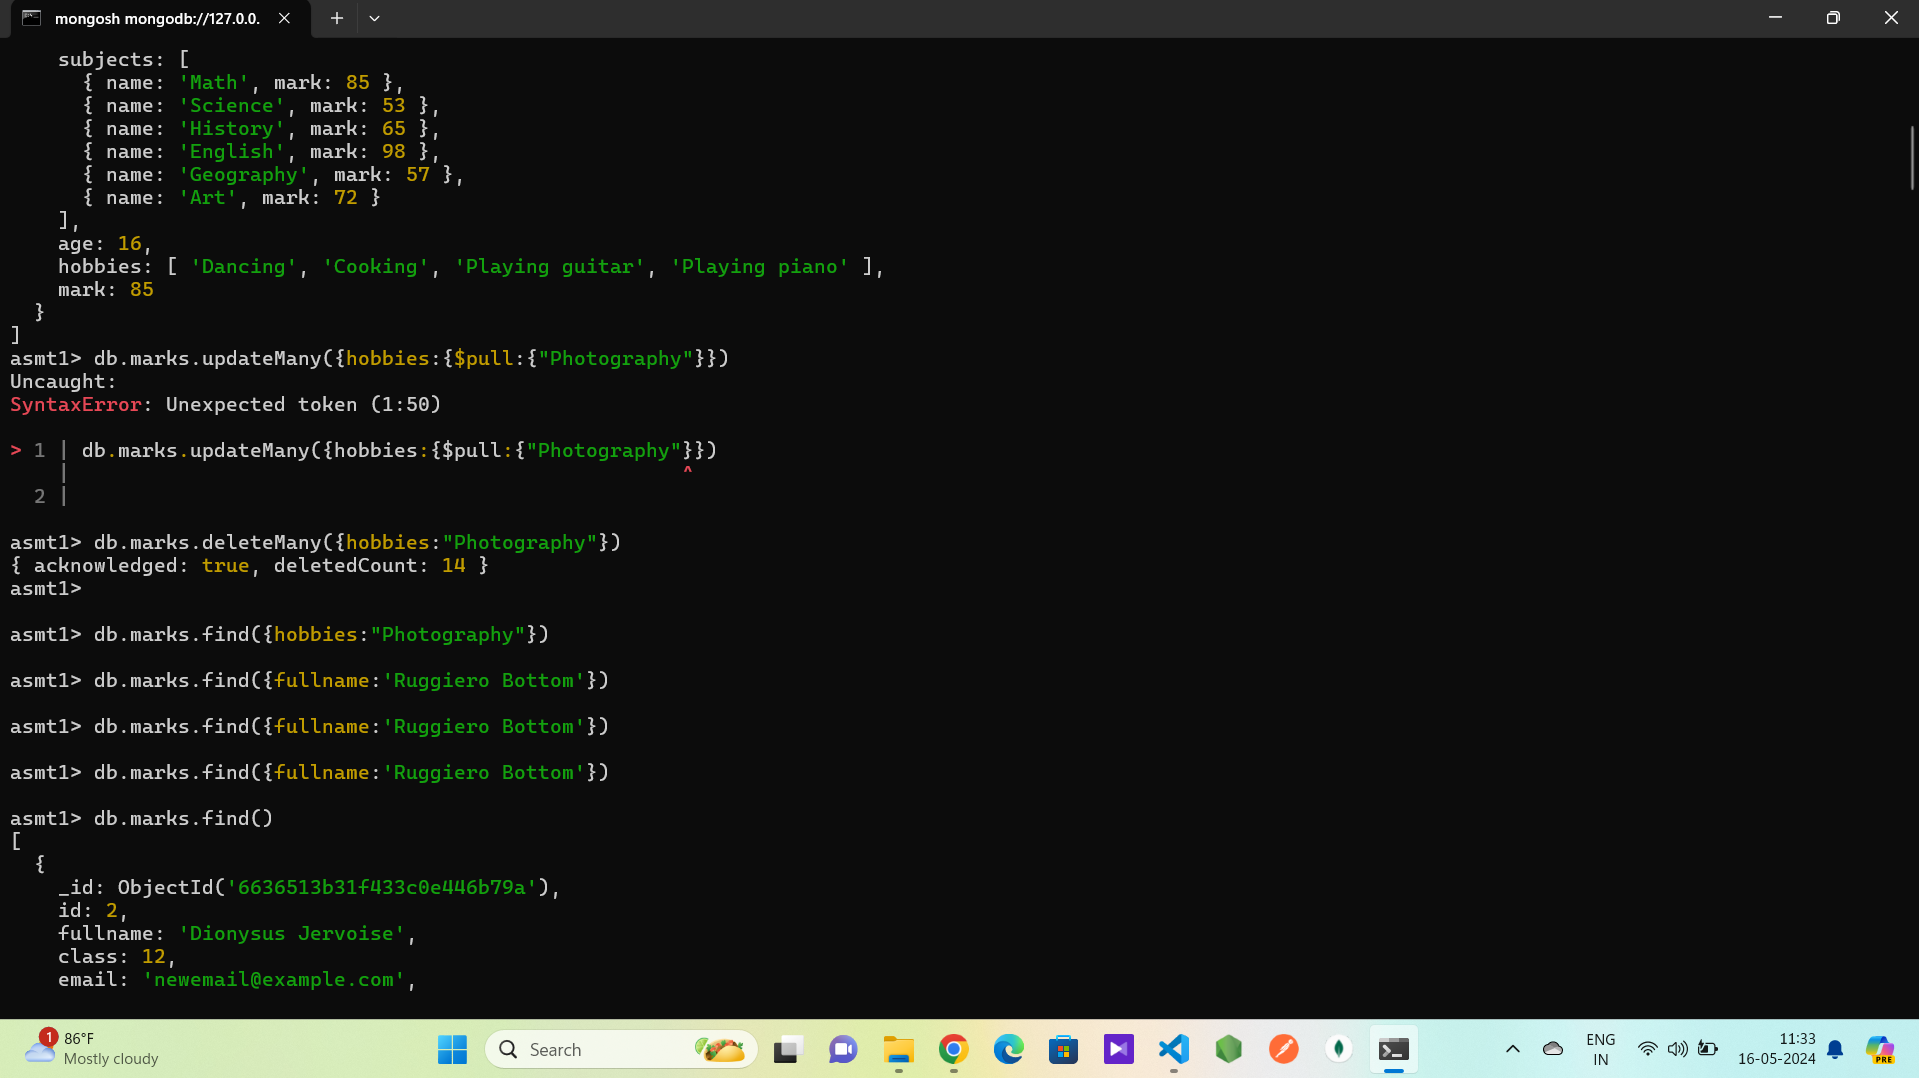 mongosh mongodb://127.0.0.
subjects: [
{ name: 'Math', mark: 85 },
{ name: 'Science', mark: 53 },
{ name: 'History', mark: 65 },
{ name: 'English', mark: 98 },
{ name: 'Geography', mark: 57 },
{ name: 'Art', mark: 72 }
],
age: 16,
hobbies: [ 'Dancing', 'Cooking', 'Playing guitar', 'Playing piano' ],
mark: 85
}
]
asmt1> db.marks.updateMany({hobbies:{$pull:{"Photography"}})
Uncaught:
SyntaxError: Unexpected token (1:50)
> 1 | db.marks.updateMany({hobbies:{$pull:{"Photography"}})
| ^
2 |
asmt1> db.marks.deleteMany({hobbies:"Photography"})
{ acknowledged: true, deletedCount: 14 }
asmt1>
asmt1> db.marks.find({hobbies:"Photography"})
asmt1> db.marks.find({fullname:'Ruggiero Bottom'})
asmt1> db.marks.find({fullname:'Ruggiero Bottom'})
asmt1> db.marks.find({fullname:'Ruggiero Bottom'})
asmt1> db.marks.find()
[
{
_id: ObjectId('6636513b31f433c0e446b79a'),
id: 2,
fullname: 'Dionysus Jervoise',
class: 12,
email: 'newemail@example.com',
1
86°F
Mostly cloudy
Search
ENG
IN
11:33
16-05-2024
PRE